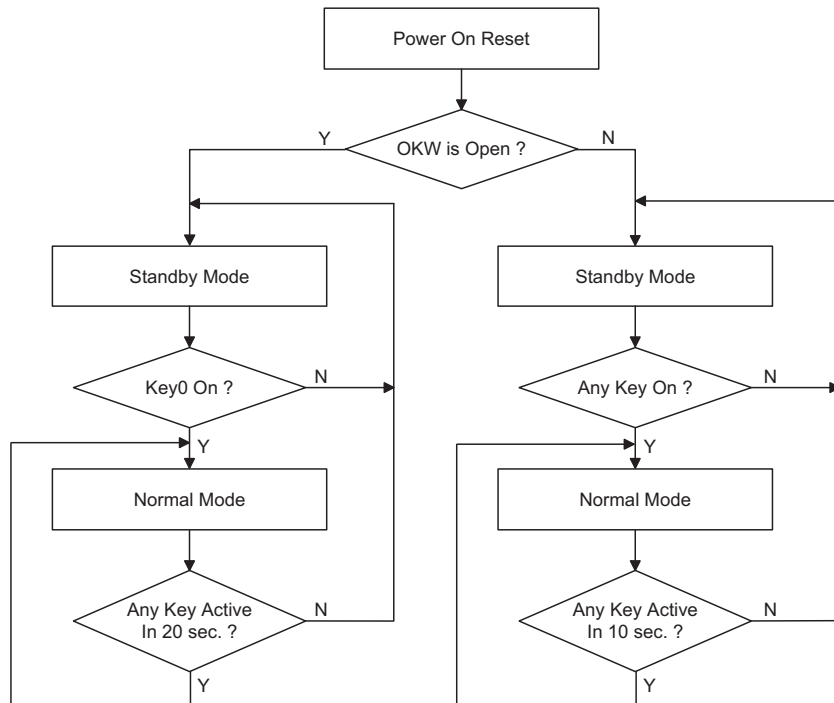 Power On Reset
Y
OKW is Open ?
N
Standby Mode
Standby Mode
Key0 On ?
N
Any Key On ?
N
Y
Y
Normal Mode
Normal Mode
Any Key Active
In 20 sec. ?
N
Any Key Active
In 10 sec. ?
N
Y
Y